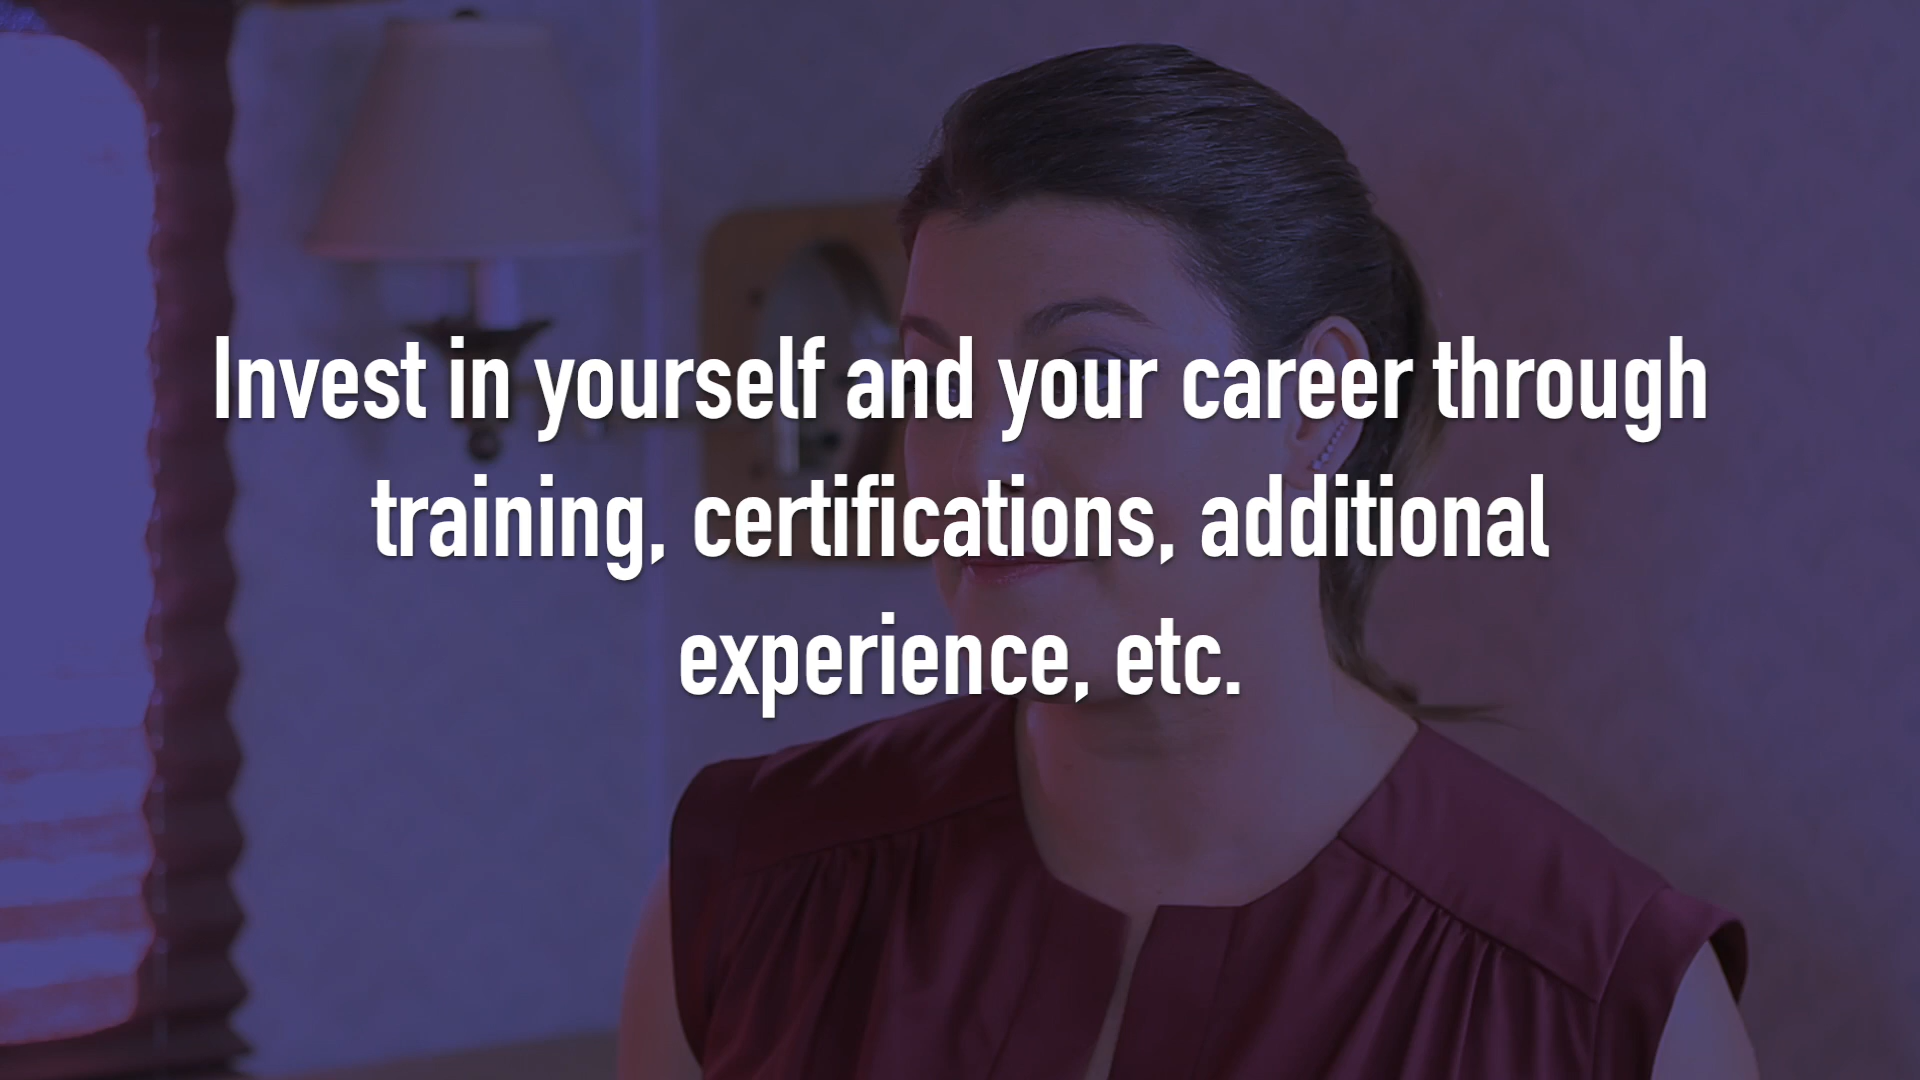 Invest in yourself and your career through
training, certifications, additional
experience, etc.